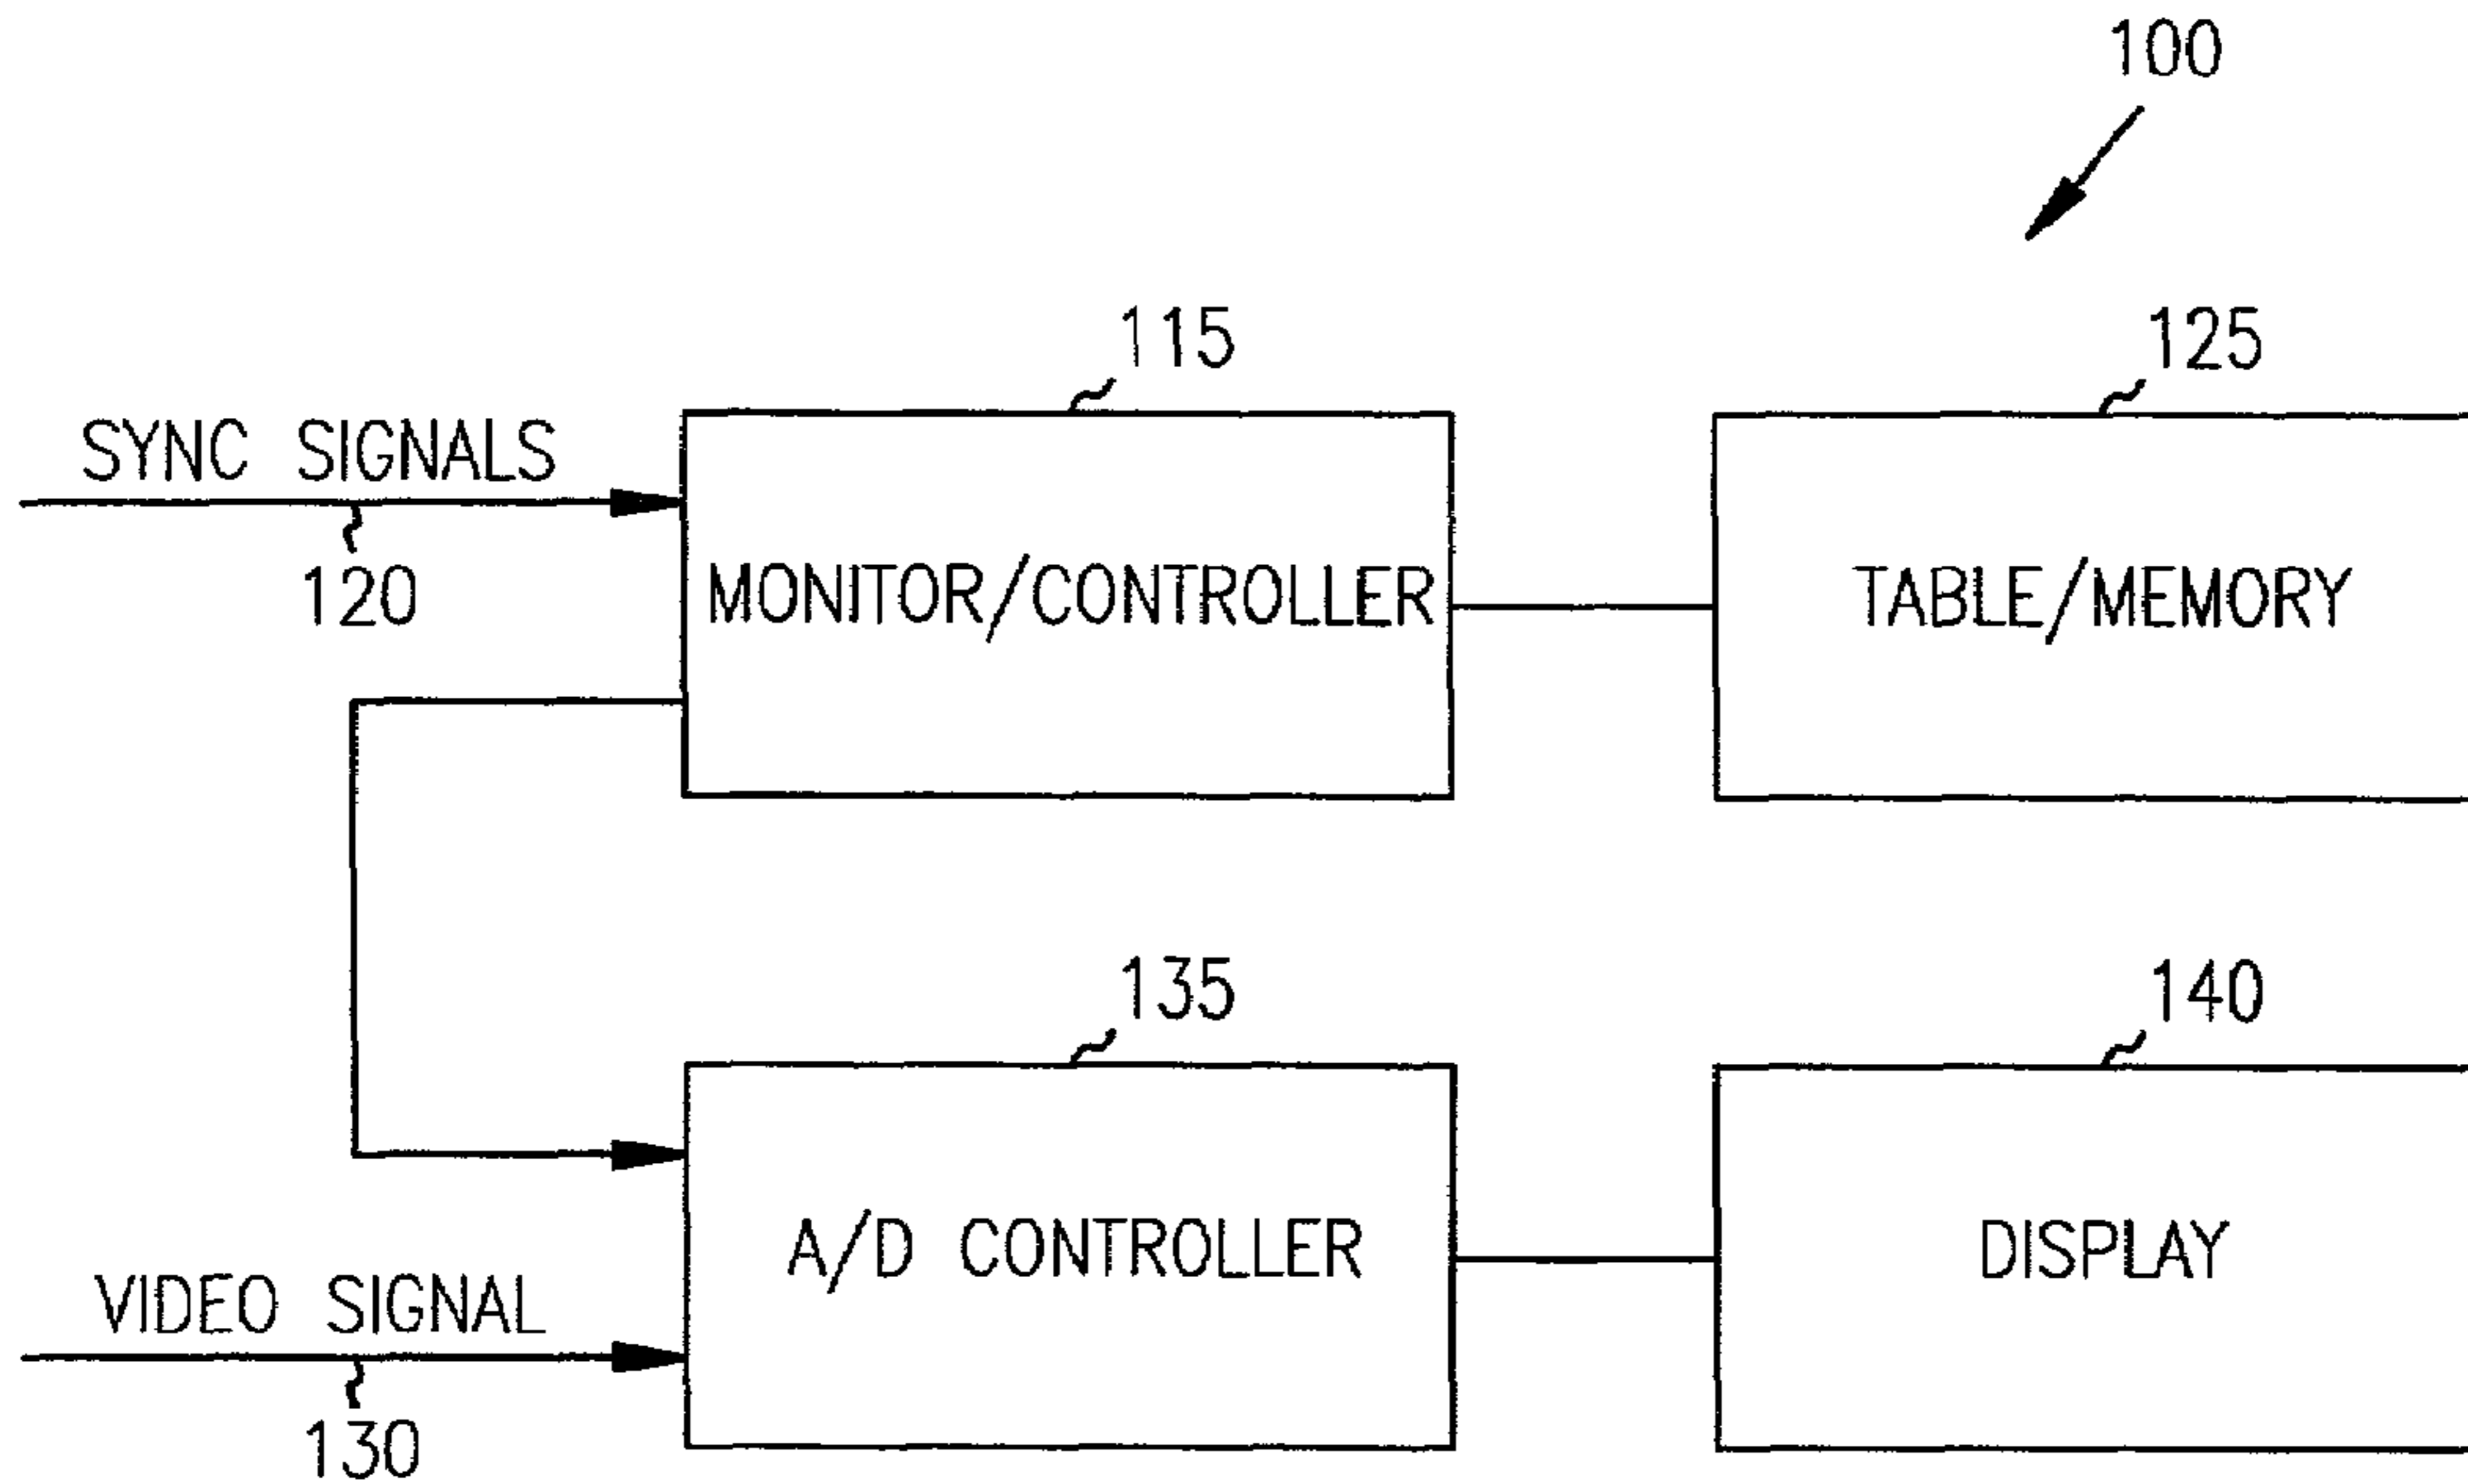 100
115
125
SYNC SIGNALS
120
MONITOR/CONTROLLER
TABLE/MEMORY
135
140
A/D CONTROLLER
DISPLAY
VIDEO SIGNAL
130